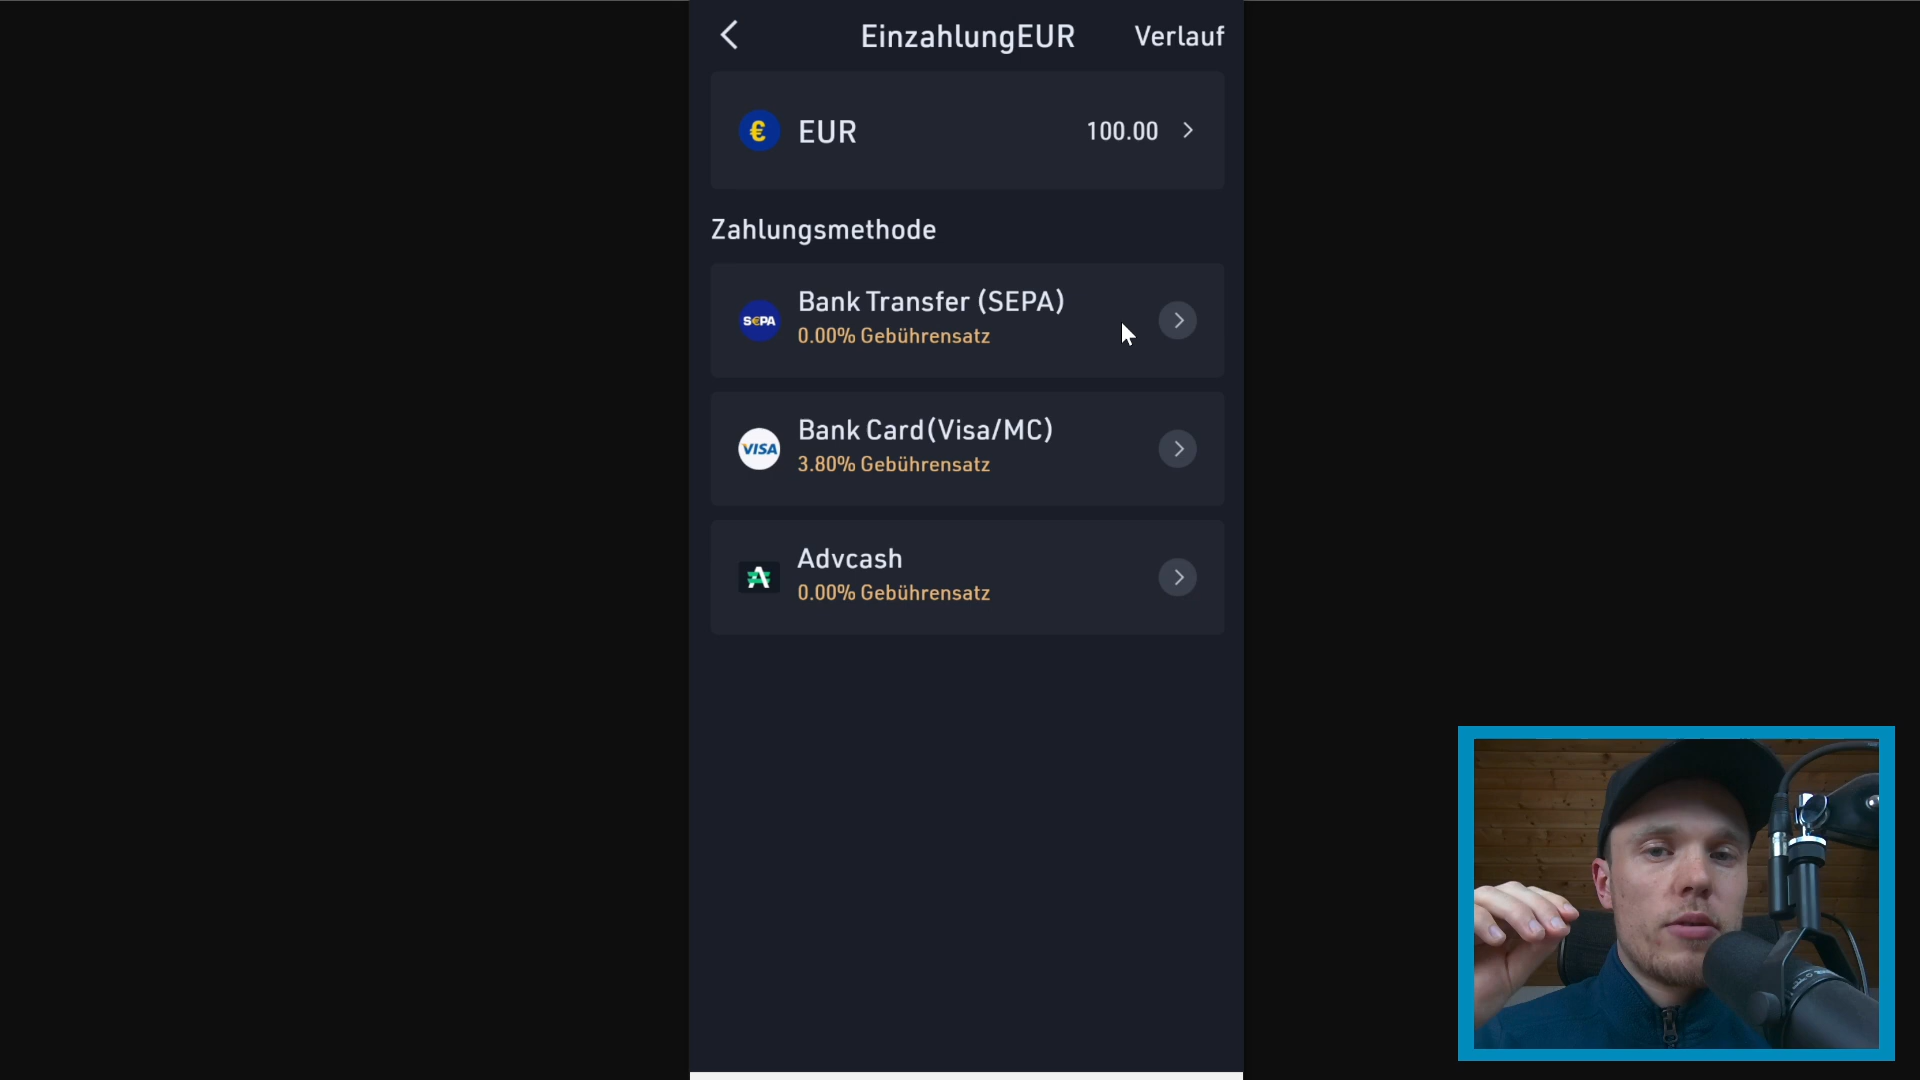 EinzahlungEUR
Verlauf
€
EUR
100.00
Zahlungsmethode
S€PA
Bank Transfer (SEPA)
0.00% Gebührensatz
VISA
Bank Card(Visa/MC)
3.80% Gebührensatz
Advcash
0.00% Gebührensatz